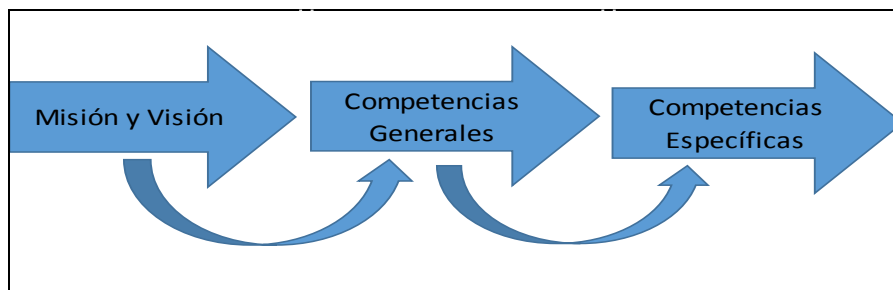 Misión y Visión
Competencias
Generales
Competencias
Específicas